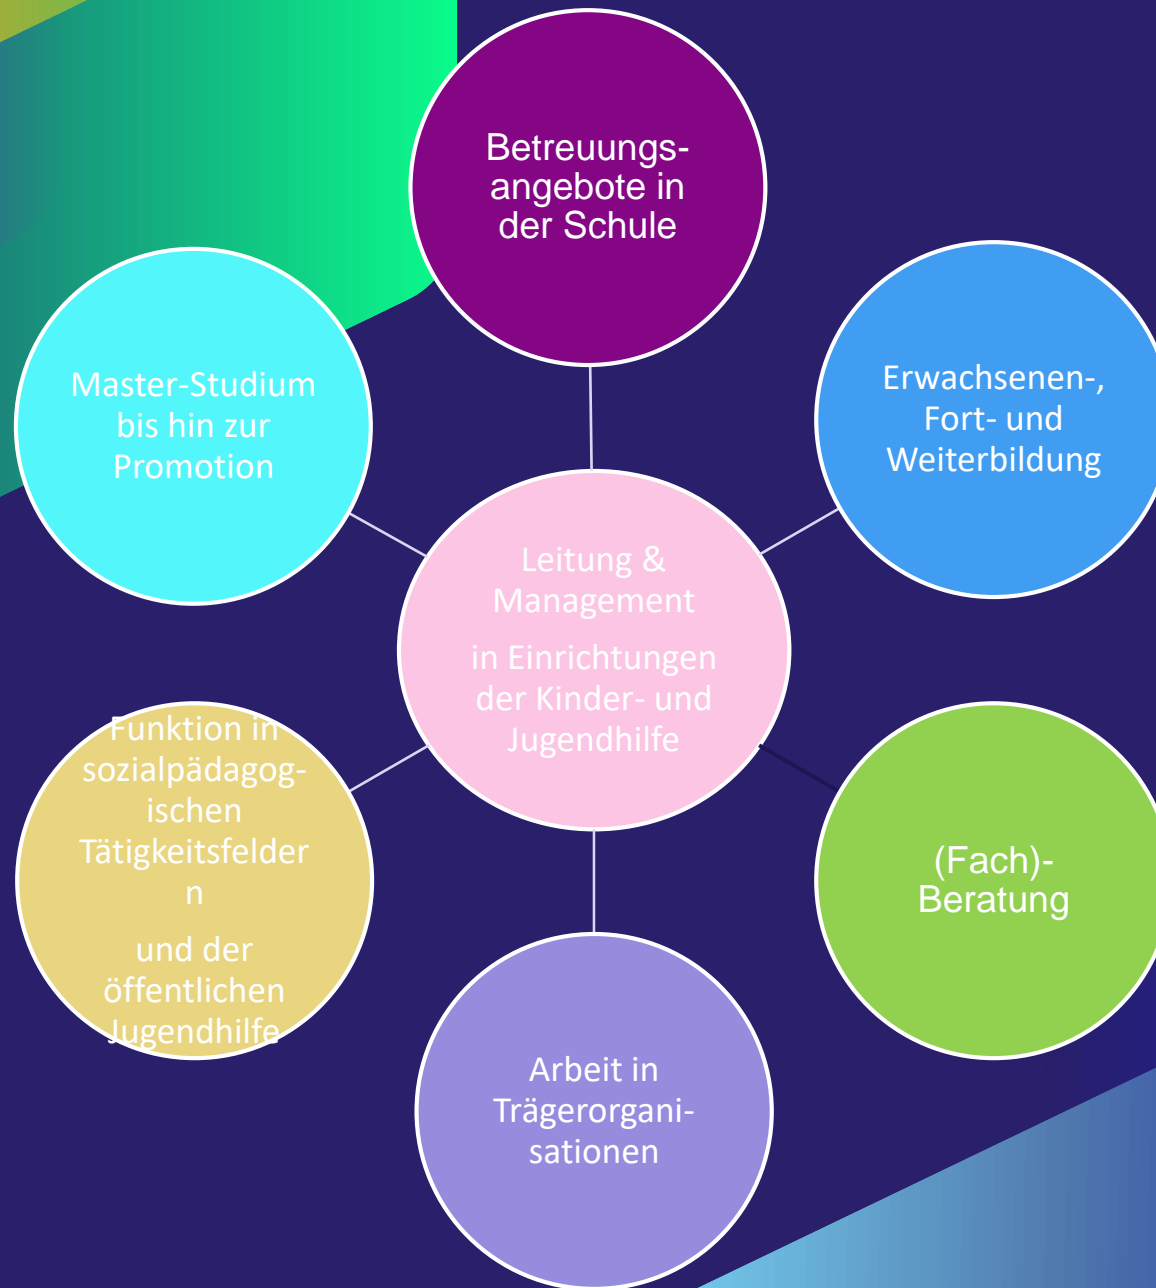 Betreuungs-
angebote in
der Schule
Erwachsenen-,
Fort- und
Weiterbildung
(Fach)-
Beratung
Arbeit in
Trägerorgani-
sationen
Funktion in
sozialpädagog-
ischen
Tätigkeitsfelder
n
und der
öffentlichen
Jugendhilfe
Master-Studium
bis hin zur
Promotion
Leitung &
Management
in Einrichtungen
der Kinder- und
Jugendhilfe